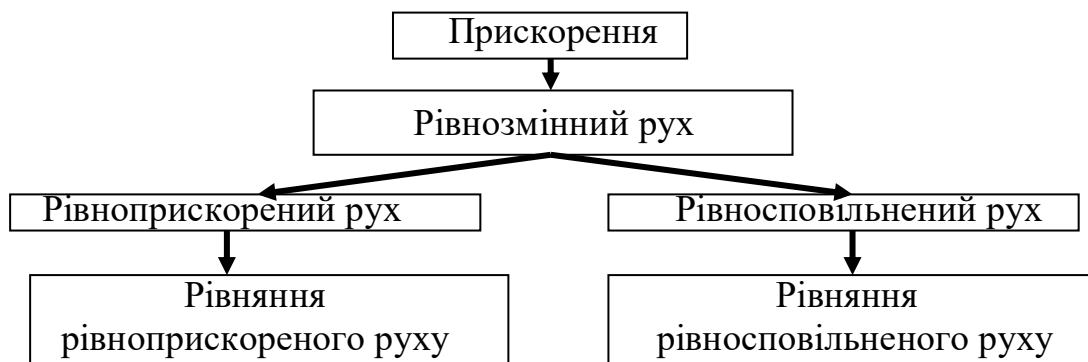 Прискорення
Рівнозмінний рух
Рівноприскорений рух
Рівносповільнений рух
Рівняння
рівноприскореного руху
Рівняння
рівносповільненого руху